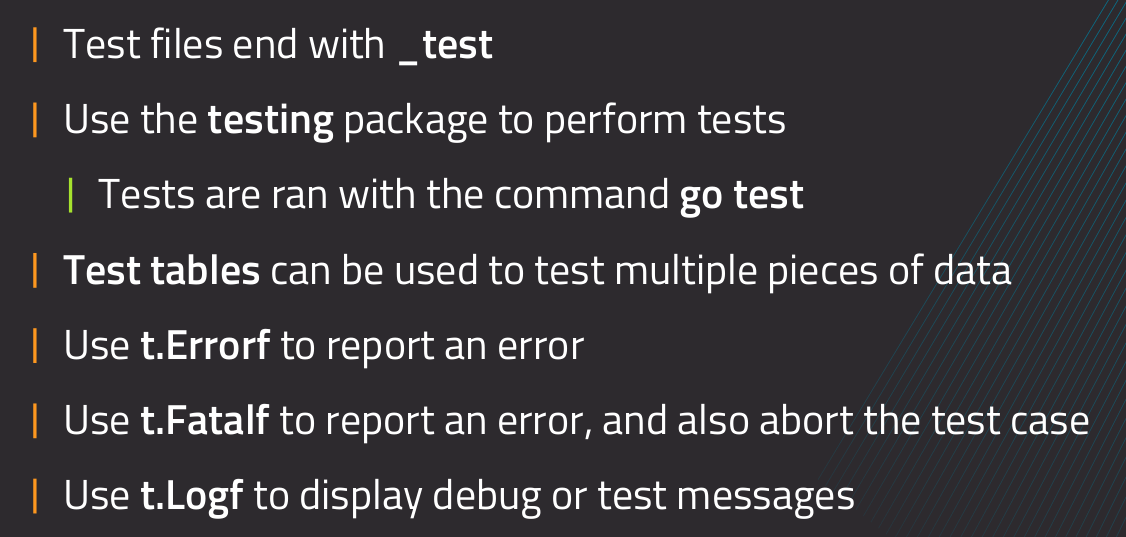 Test files end with _test
Use the testing package to perform tests
Tests are ran with the command go test
Test tables can be used to test multiple pieces of data
Use t.Errorf to report an error
Use t.Fatalf to report an error, and also abort the test case
Use t.Logf to display debug or test messages